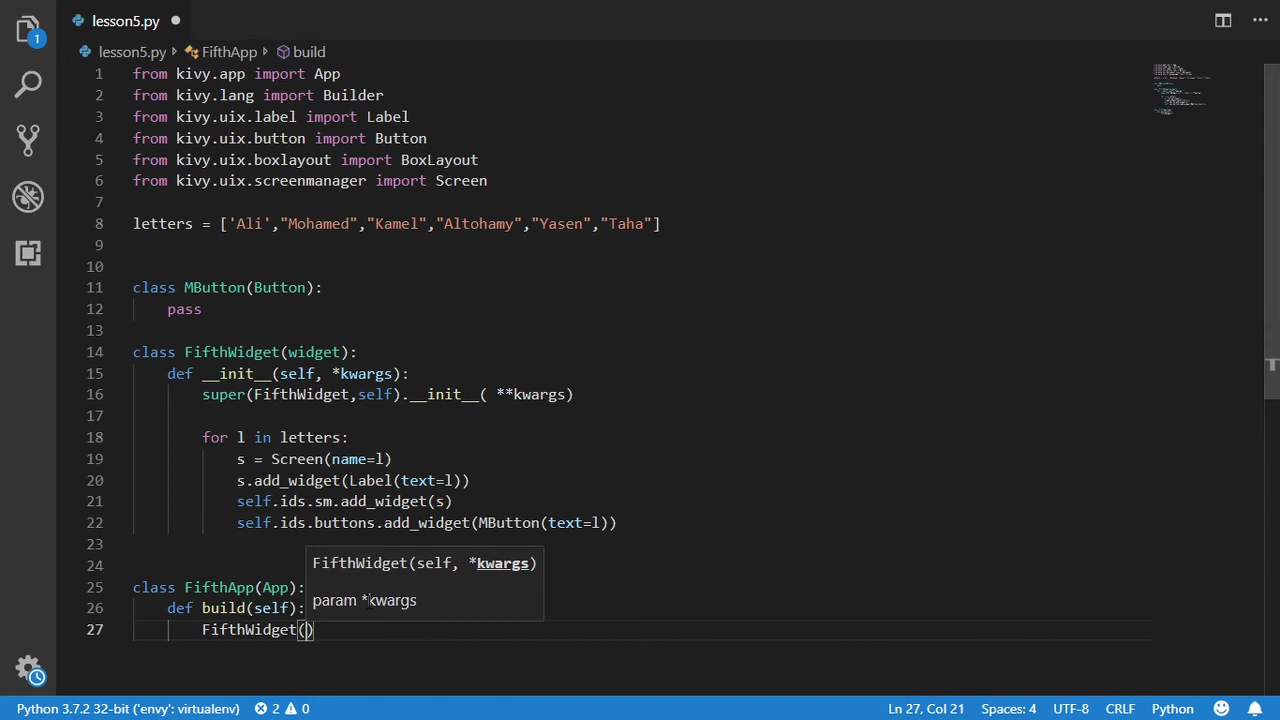 lesson5.py
lesson5.py FifthApp build
1 from kivy.app import App
2 from kivy.lang import Builder
3 from kivy.uix.label import Label
4 from kivy.uix.button import Button
5 from kivy.uix.boxlayout import BoxLayout
6 from kivy.uix.screenmanager import Screen
7
8 letters = ['Ali',"Mohamed","Kamel","Altohamy","Yasen","Taha"]
9
10
11 class MButton(Button):
12 pass
13
14 class FifthWidget(widget):
15 def __init__(self, *kwargs):
16 super(FifthWidget,self).__init__( **kwargs)
17
18 for l in letters:
19 s = Screen(name=l)
20 s.add_widget(Label(text=l))
21 self.ids.sm.add_widget(s)
22 self.ids.buttons.add_widget(MButton(text=l))
23
FifthWidget(self, *kwargs)
24
25 class FifthApp(App):
param *kwargs
26 def build(self):
27 FifthWidget()
1
Python 3.7.2 32-bit ('envy': virtualenv) 2 0 Ln 27, Col 21 Spaces: 4 UTF-8 CRLF Python